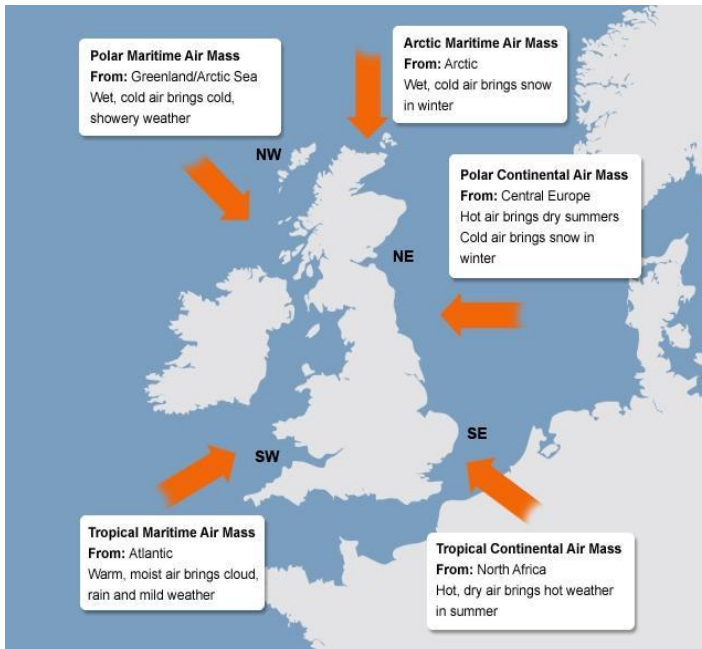 Polar Maritime Air Mass
From: Greenland/Arctic Sea
Wet, cold air brings cold,
showery weather
Arctic Maritime Air Mass
From: Arctic
Wet, cold air brings snow
in winter
NW
Polar Continental Air Mass
From: Central Europe
Hot air brings dry summers
Cold air brings snow in
winter
NE
SE
SW
Tropical Maritime Air Mass
From: Atlantic
Warm, moist air brings cloud,
rain and mild weather
Tropical Continental Air Mass
From: North Africa
Hot, dry air brings hot weather
in summer